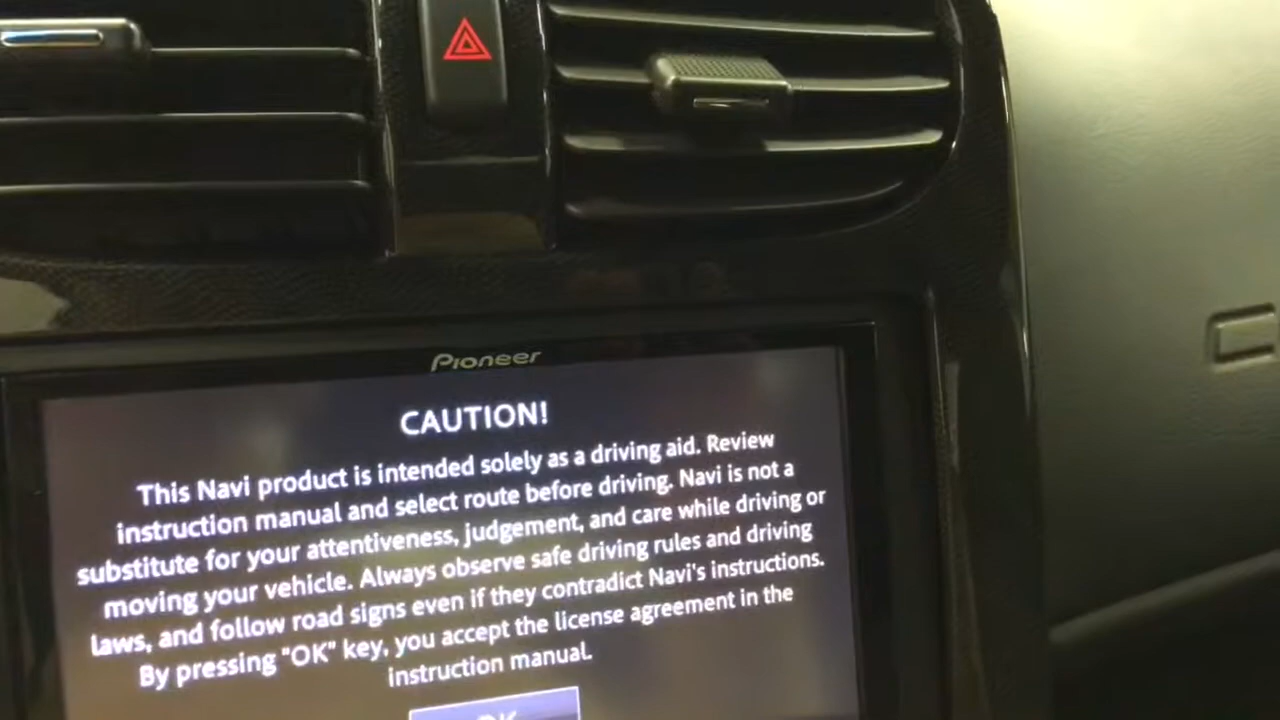 Pioneer
CAUTION!
This Navi product is intended solely as a driving aid. Review
instruction manual and select route before driving. Navi is not a
substitute for your attentiveness, judgement, and care while driving or
moving your vehicle. Always observe safe driving rules and driving
laws, and follow road signs even if they contradict Navi's instructions.
By pressing "OK" key, you accept the license agreement in the
instruction manual.
OK